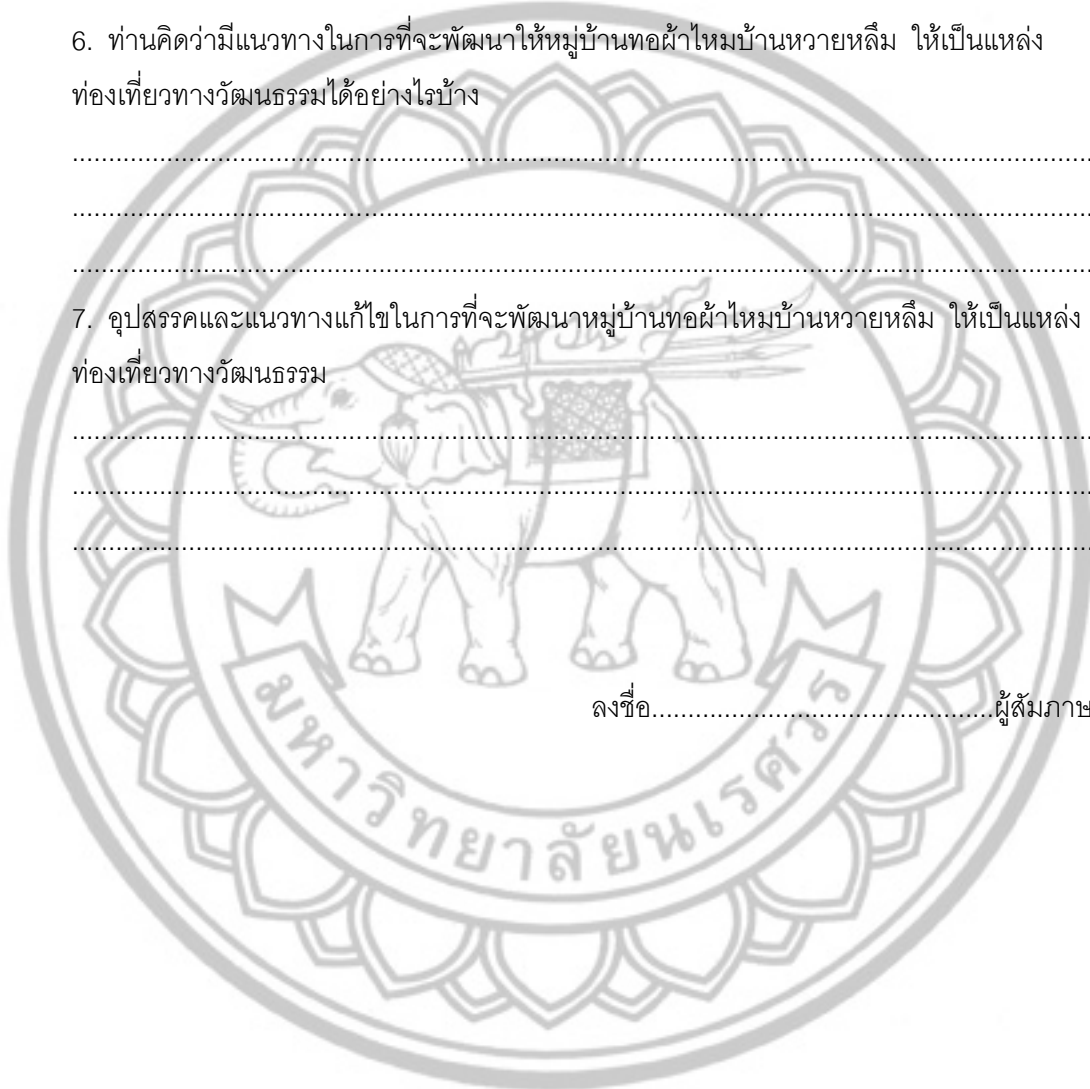 6. ท่านคิดว่ามีแนวทางในการที่จะพัฒนาให้หมู่บ้านทอผ้าไหมบ้านหวายหลึม ให้เป็นแหล่ง
ท่องเที่ยวทางวัฒนธรรมได้อย่างไรบ้าง
7. อุปสรรคและแนวทางแก้ไขในการที่จะพัฒนาหมู่บ้านทอผ้าไหมบ้านหวายหลึม ให้เป็นแหล่ง
ท่องเที่ยวทางวัฒนธรรม
ลงชื่อ...............................................ผู้สัมภาษ
มหาวิทยาลัยนเรศวร